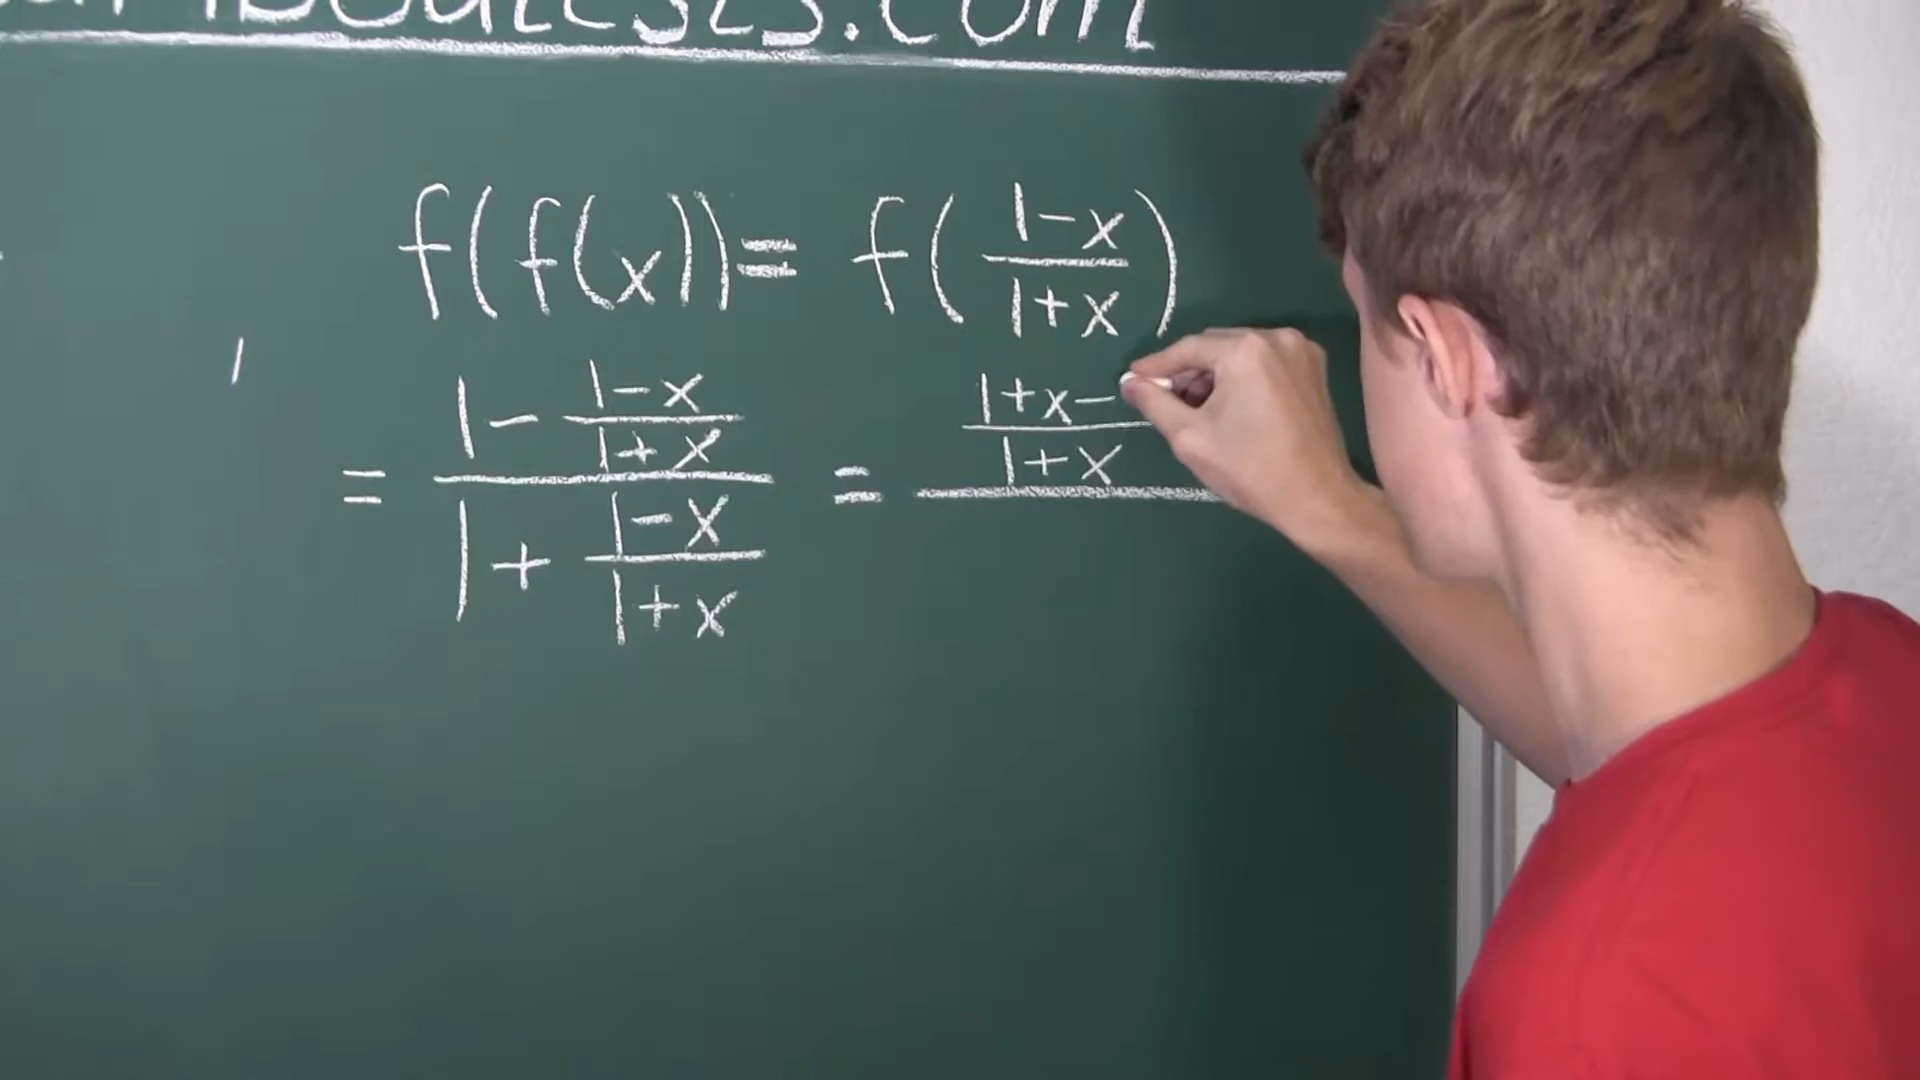 .com
f(f(x)) = f((1-x)/(1+x))
= (1 - (1-x)/(1+x))/(1 + (1-x)/(1+x)) = (1+x-)/(1+x)